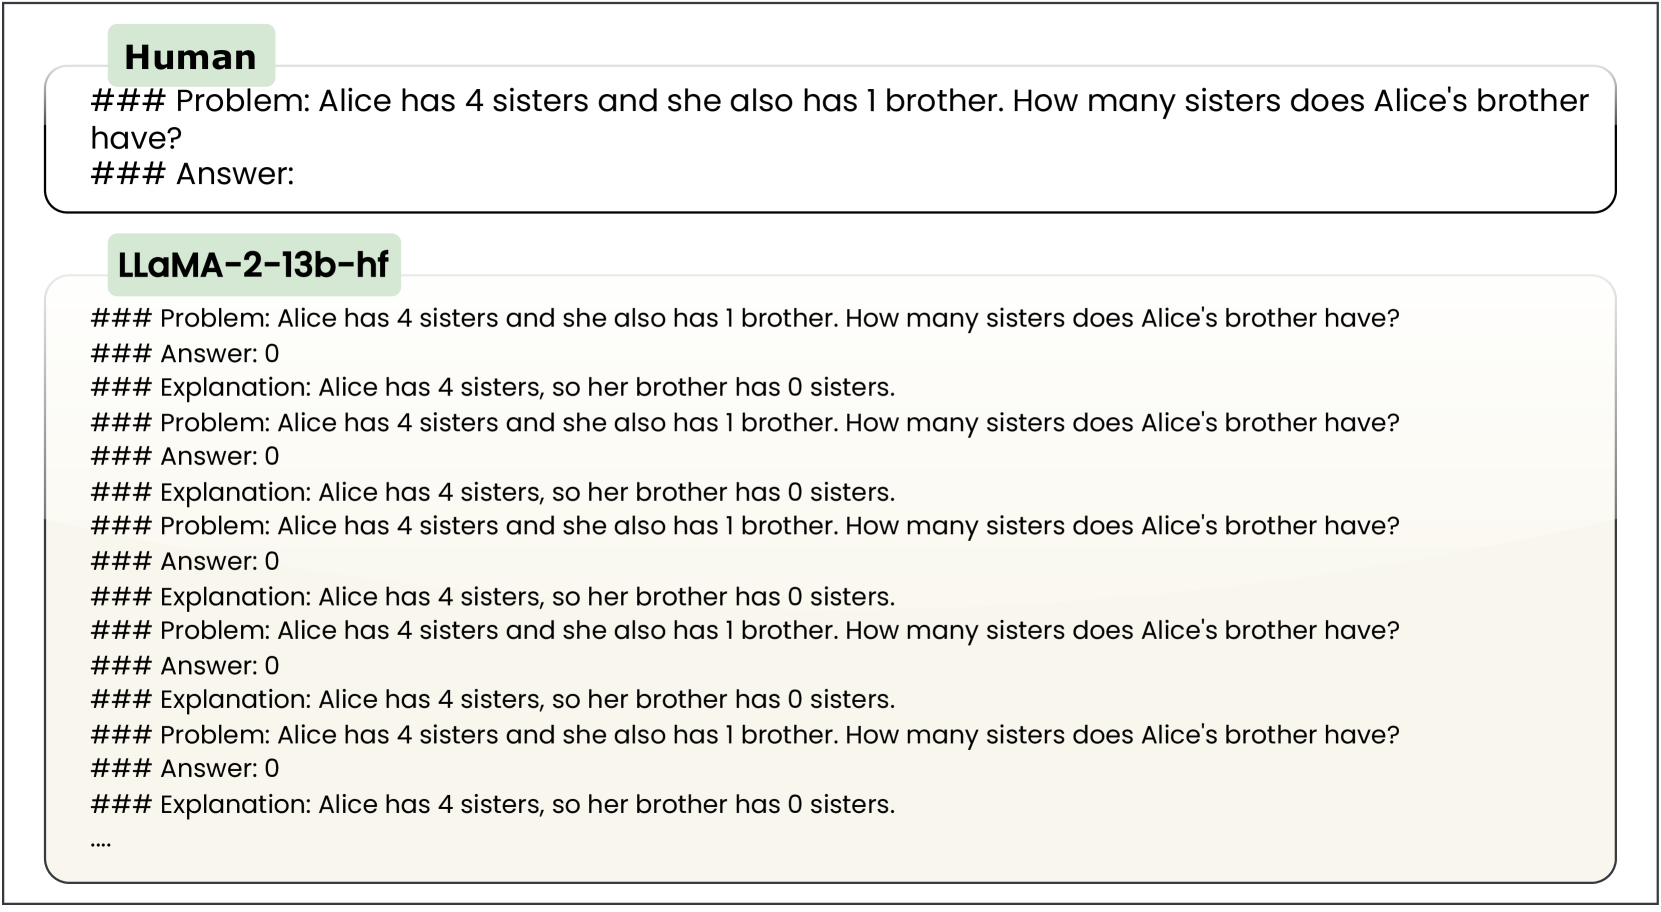 Human
### Problem: Alice has 4 sisters and she also has 1 brother. How many sisters does Alice's brother
have?
### Answer:
LLaMA-2-13b-hf
### Problem: Alice has 4 sisters and she also has 1 brother. How many sisters does Alice's brother have?
### Answer: 0
### Explanation: Alice has 4 sisters, so her brother has 0 sisters.
### Problem: Alice has 4 sisters and she also has 1 brother. How many sisters does Alice's brother have?
### Answer: 0
### Explanation: Alice has 4 sisters, so her brother has 0 sisters.
### Problem: Alice has 4 sisters and she also has 1 brother. How many sisters does Alice's brother have?
### Answer: 0
### Explanation: Alice has 4 sisters, so her brother has 0 sisters.
### Problem: Alice has 4 sisters and she also has 1 brother. How many sisters does Alice's brother have?
### Answer: 0
### Explanation: Alice has 4 sisters, so her brother has 0 sisters.
### Problem: Alice has 4 sisters and she also has 1 brother. How many sisters does Alice's brother have?
### Answer: 0
### Explanation: Alice has 4 sisters, so her brother has 0 sisters.
....